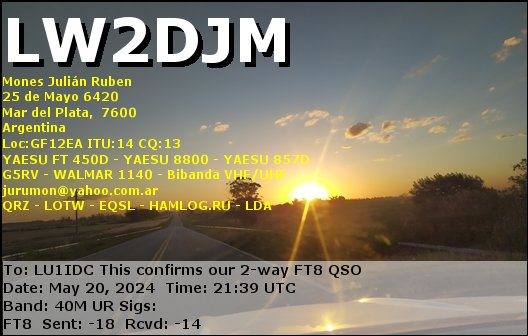 LW2DJM
Mones Julián Ruben
25 de Mayo 6420
Mar del Plata,  7600
Argentina
Loc:GF12EA ITU:14 CQ:13
YAESU FT 450D - YAESU 8800 - YAESU 857D
G5RV - WALMAR 1140 - Bibanda VHF/UHF
jurumon@yahoo.com.ar
QRZ - LOTW - EQSL - HAMLOG.RU - LDA
To: LU1IDC This confirms our 2-way FT8 QSO
Date: May 20, 2024  Time: 21:39 UTC
Band: 40M UR Sigs:
FT8  Sent: -18  Rcvd: -14